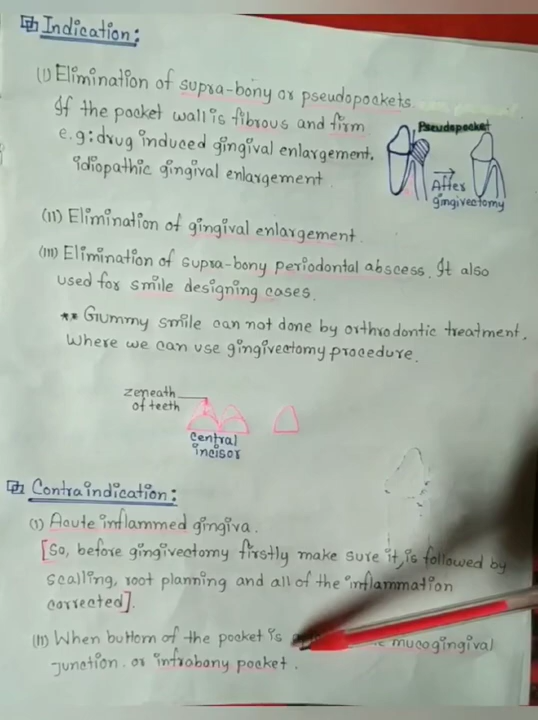 Indication:
(I) Elimination of supra-bony or pseudopockets
If the pocket wall is fibrous and firm
e.g: drug induced gingival enlargement.
idiopathic gingival enlargement
Pseudopocket
After
gingivectomy
(II) Elimination of gingival enlargement.
(III) Elimination of supra-bony periodontal abscess. It also
used for smile designing cases.
** Gummy smile can not done by orthrodontic treatment.
Where we can use gingivectomy procedure.
zeneath
of teeth
central
incisor
Contraindication:
(I) Acute inflammed gingiva.
[So, before gingivectomy firstly make sure it, is followed by
scalling, root planning and all of the inflammation
corrected].
(II) When buttom of the pocket is mucogingival
junction. or infrabony pocket.